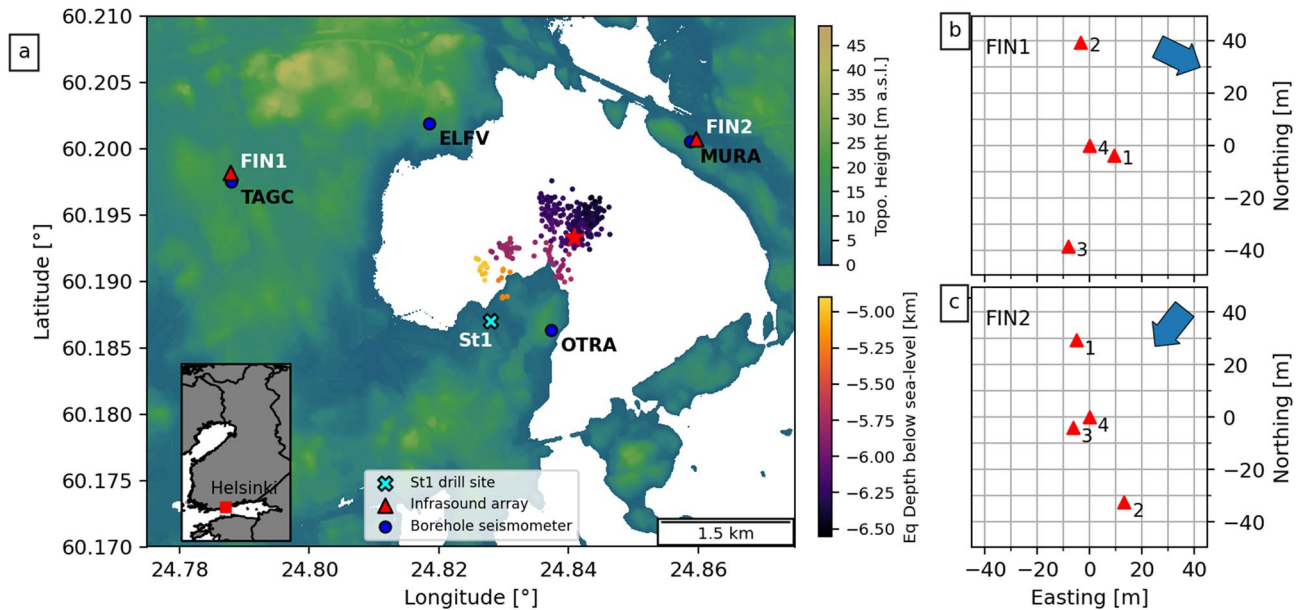 a
60.210
60.205
60.200
60.195
60.190
60.185
60.180
60.175
60.170
Latitude [°]
24.78
24.80
24.82
24.84
24.86
Longitude [°]
FIN1
TAGC
ELFV
FIN2
MURA
St1
OTRA
Helsinki
St1 drill site
Infrasound array
Borehole seismometer
1.5 km
45
40
35
30
25
20
15
10
5
0
Topo. Height [m a.s.l.]
−5.00
−5.25
−5.50
−5.75
−6.00
−6.25
−6.50
Eq Depth below sea-level [km]
b
FIN1
2
4
1
3
40
20
0
−20
−40
Northing [m]
c
FIN2
1
4
3
2
40
20
0
−20
−40
Northing [m]
−40
−20
0
20
40
Easting [m]